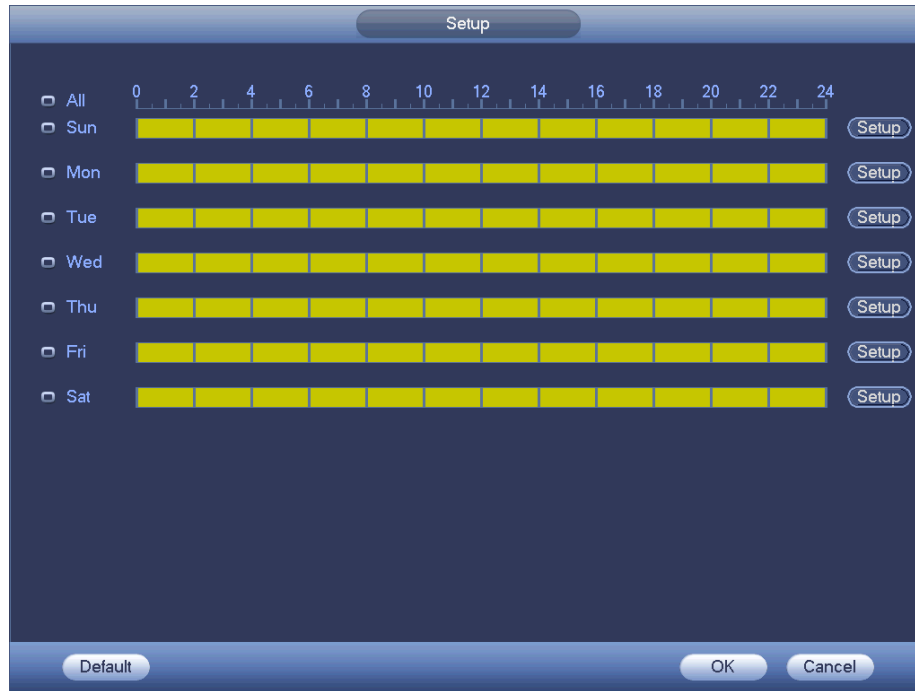 Setup
All 0 2 4 6 8 10 12 14 16 18 20 22 24
Sun Setup
Mon Setup
Tue Setup
Wed Setup
Thu Setup
Fri Setup
Sat Setup
Default OK Cancel